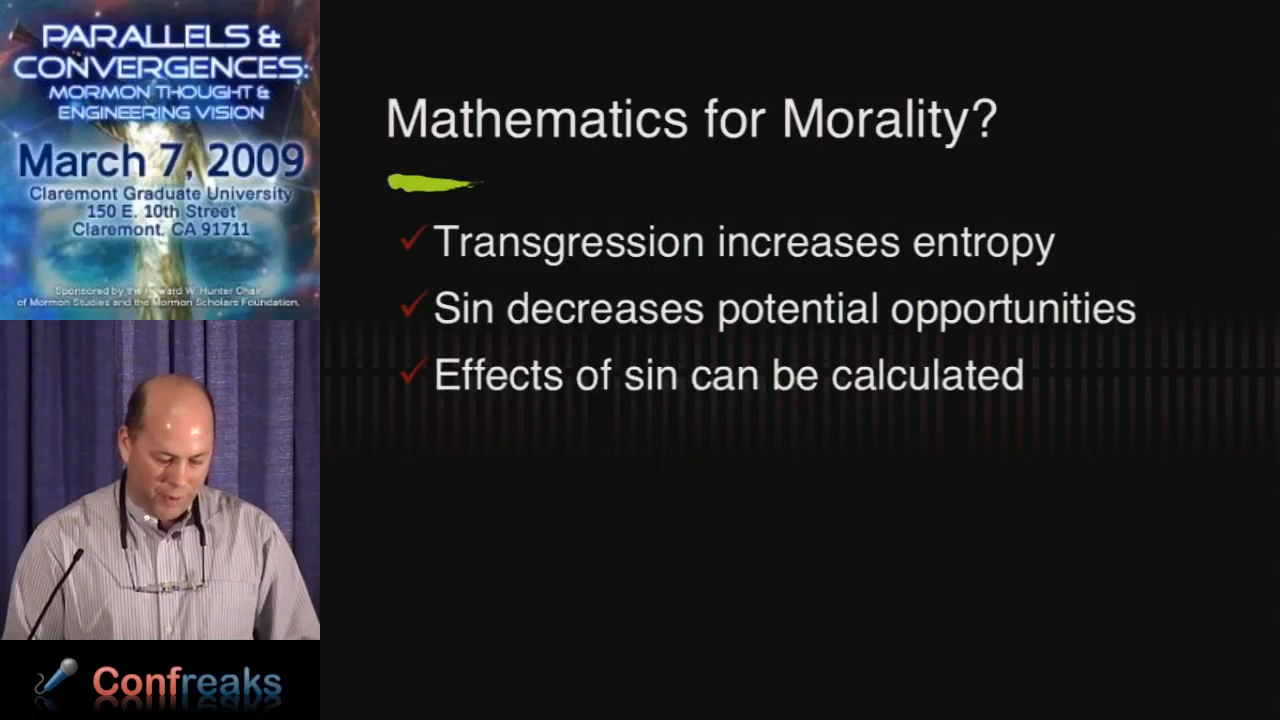 PARALLELS &
CONVERGENCES:
MORMON THOUGHT &
ENGINEERING VISION
March 7, 2009
Claremont Graduate University
150 E. 10th Street
Claremont, CA 91711
Sponsored by the Howard W. Hunter Chair
of Mormon Studies and the Mormon Scholars Foundation.
Confreaks
Mathematics for Morality?
Transgression increases entropy
Sin decreases potential opportunities
Effects of sin can be calculated